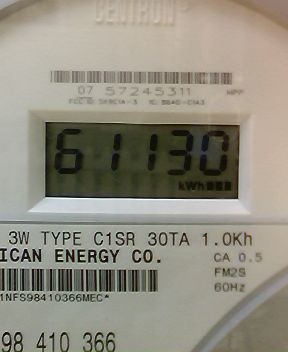 CENTRON®
07 57245311 MPP
61130
kWh
3W TYPE C1SR 30TA 1.0Kh
ICAN ENERGY CO. CA 0.5
FM2S
60Hz
1NFS98410366MEC*
98 410 366